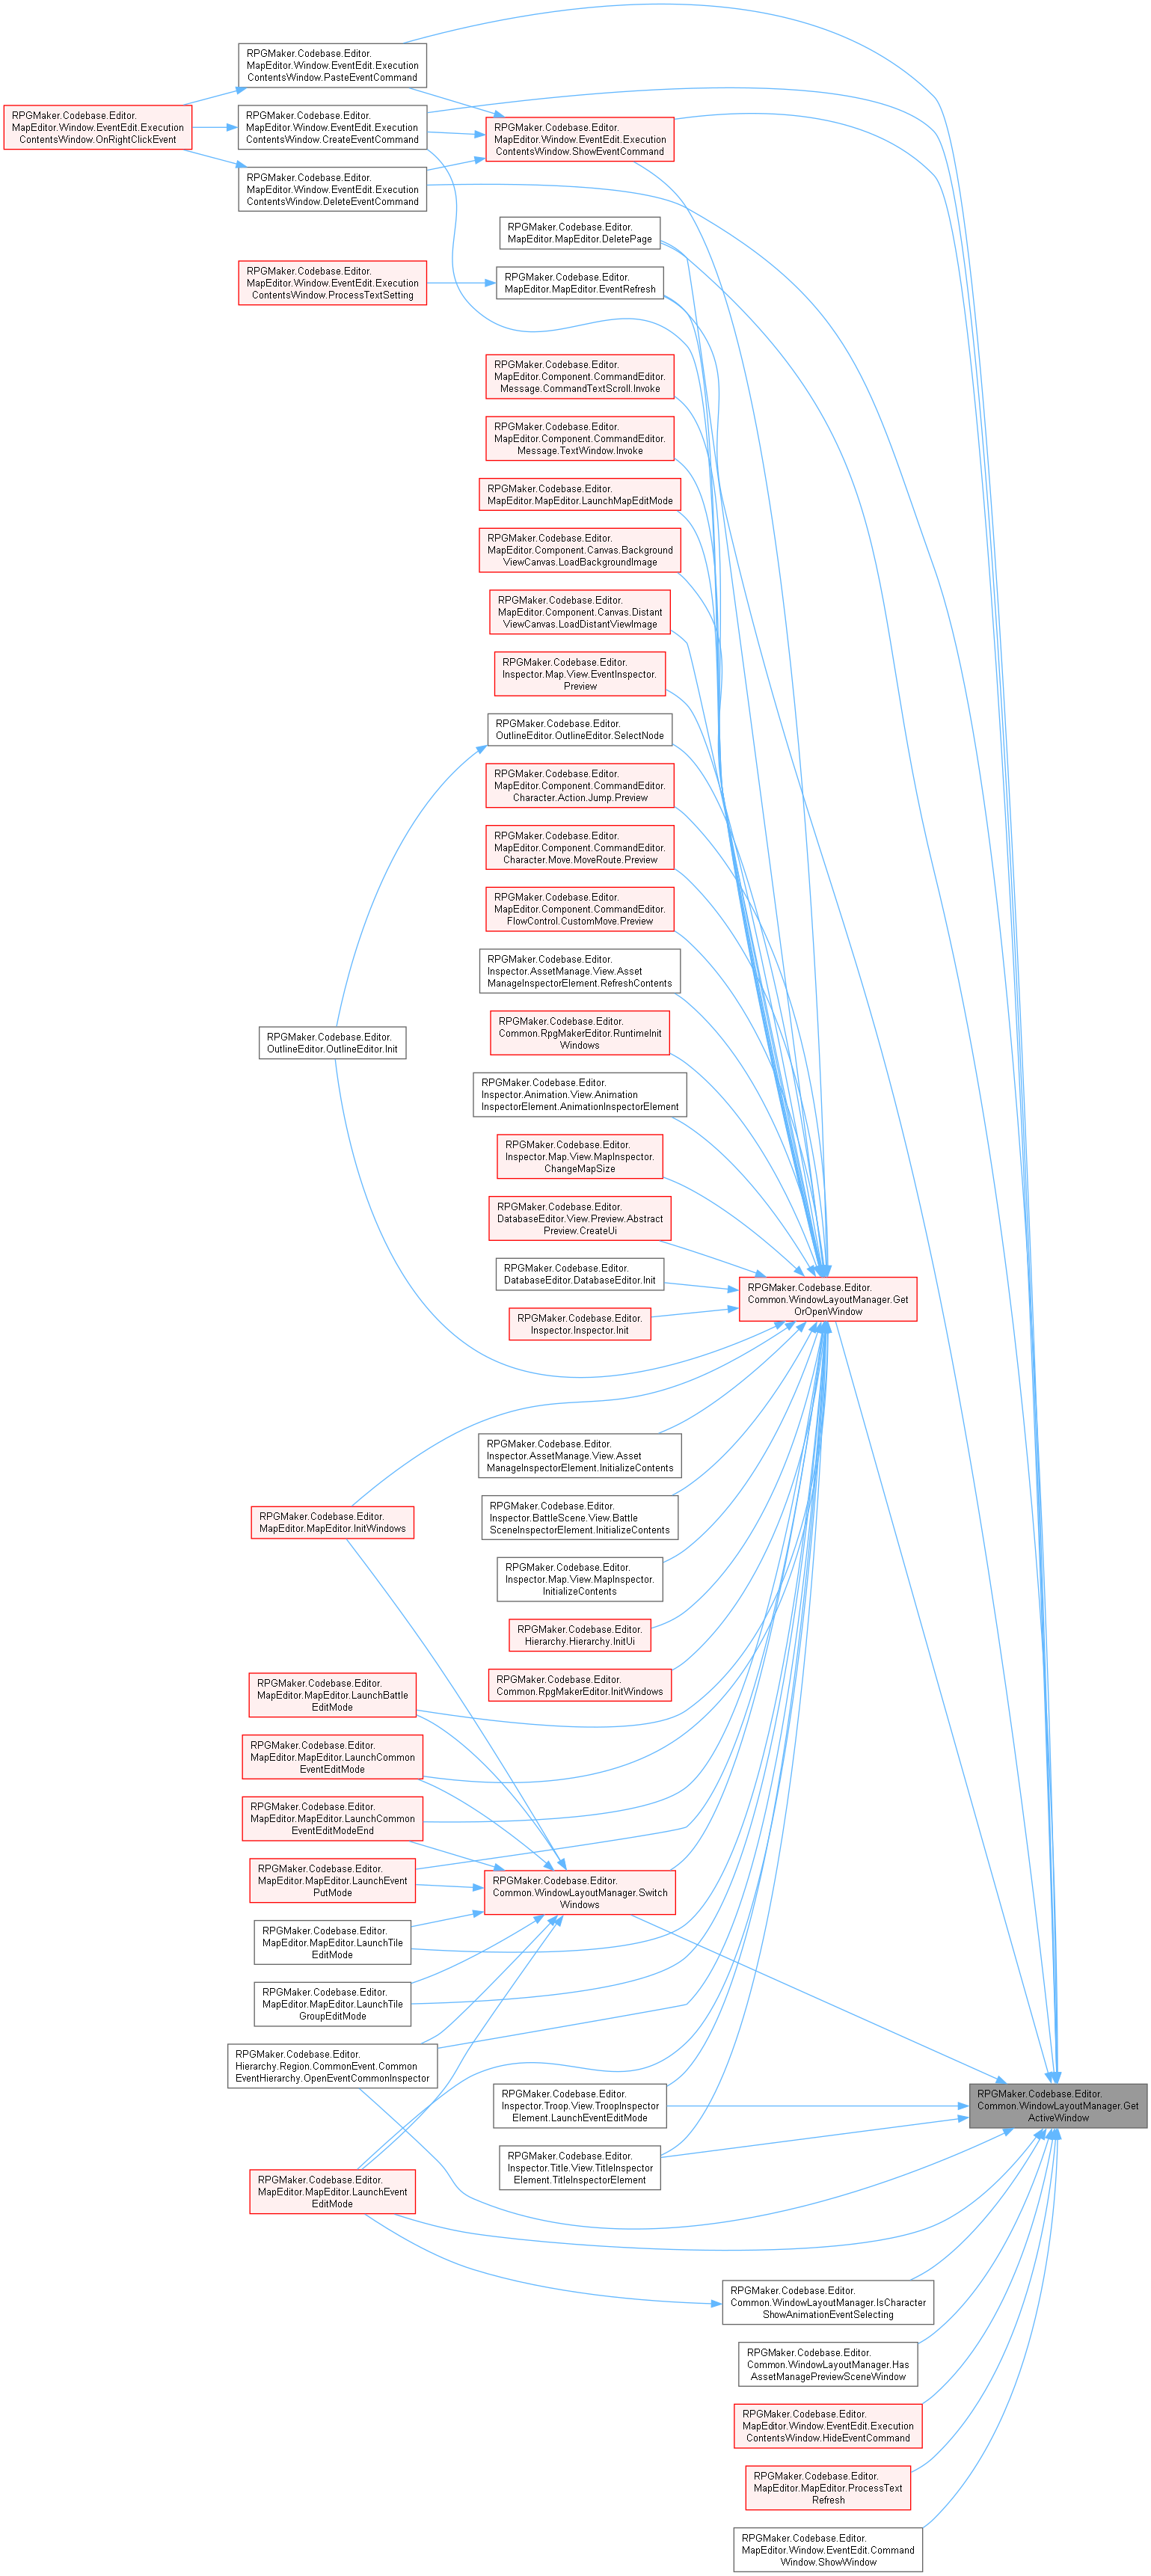 RPGMaker.Codebase.Editor.
MapEditor.Window.EventEdit.Execution
ContentsWindow.PasteEventCommand
RPGMaker.Codebase.Editor.
MapEditor.Window.EventEdit.Execution
ContentsWindow.OnRightClickEvent
RPGMaker.Codebase.Editor.
MapEditor.Window.EventEdit.Execution
ContentsWindow.CreateEventCommand
RPGMaker.Codebase.Editor.
MapEditor.Window.EventEdit.Execution
ContentsWindow.ShowEventCommand
RPGMaker.Codebase.Editor.
MapEditor.Window.EventEdit.Execution
ContentsWindow.DeleteEventCommand
RPGMaker.Codebase.Editor.
MapEditor.MapEditor.DeletePage
RPGMaker.Codebase.Editor.
MapEditor.Window.EventEdit.Execution
ContentsWindow.ProcessTextSetting
RPGMaker.Codebase.Editor.
MapEditor.MapEditor.EventRefresh
RPGMaker.Codebase.Editor.
MapEditor.Component.CommandEditor.
Message.CommandTextScroll.Invoke
RPGMaker.Codebase.Editor.
MapEditor.Component.CommandEditor.
Message.TextWindow.Invoke
RPGMaker.Codebase.Editor.
MapEditor.MapEditor.LaunchMapEditMode
RPGMaker.Codebase.Editor.
MapEditor.Component.Canvas.Background
ViewCanvas.LoadBackgroundImage
RPGMaker.Codebase.Editor.
MapEditor.Component.Canvas.Distant
ViewCanvas.LoadDistantViewImage
RPGMaker.Codebase.Editor.
Inspector.Map.View.EventInspector.
Preview
RPGMaker.Codebase.Editor.
OutlineEditor.OutlineEditor.SelectNode
RPGMaker.Codebase.Editor.
MapEditor.Component.CommandEditor.
Character.Action.Jump.Preview
RPGMaker.Codebase.Editor.
MapEditor.Component.CommandEditor.
Character.Move.MoveRoute.Preview
RPGMaker.Codebase.Editor.
MapEditor.Component.CommandEditor.
FlowControl.CustomMove.Preview
RPGMaker.Codebase.Editor.
Inspector.AssetManage.View.Asset
ManageInspectorElement.RefreshContents
RPGMaker.Codebase.Editor.
Common.RpgMakerEditor.RuntimeInit
Windows
RPGMaker.Codebase.Editor.
OutlineEditor.OutlineEditor.Init
RPGMaker.Codebase.Editor.
Inspector.Animation.View.Animation
InspectorElement.AnimationInspectorElement
RPGMaker.Codebase.Editor.
Inspector.Map.View.MapInspector.
ChangeMapSize
RPGMaker.Codebase.Editor.
DatabaseEditor.View.Preview.Abstract
Preview.CreateUi
RPGMaker.Codebase.Editor.
DatabaseEditor.DatabaseEditor.Init
RPGMaker.Codebase.Editor.
Common.WindowLayoutManager.Get
OrOpenWindow
RPGMaker.Codebase.Editor.
Inspector.Inspector.Init
RPGMaker.Codebase.Editor.
Inspector.AssetManage.View.Asset
ManageInspectorElement.InitializeContents
RPGMaker.Codebase.Editor.
Inspector.BattleScene.View.Battle
SceneInspectorElement.InitializeContents
RPGMaker.Codebase.Editor.
MapEditor.MapEditor.InitWindows
RPGMaker.Codebase.Editor.
Inspector.Map.View.MapInspector.
InitializeContents
RPGMaker.Codebase.Editor.
Hierarchy.Hierarchy.InitUi
RPGMaker.Codebase.Editor.
Common.RpgMakerEditor.InitWindows
RPGMaker.Codebase.Editor.
MapEditor.MapEditor.LaunchBattle
EditMode
RPGMaker.Codebase.Editor.
MapEditor.MapEditor.LaunchCommon
EventEditMode
RPGMaker.Codebase.Editor.
MapEditor.MapEditor.LaunchCommon
EventEditModeEnd
RPGMaker.Codebase.Editor.
MapEditor.MapEditor.LaunchEvent
PutMode
RPGMaker.Codebase.Editor.
Common.WindowLayoutManager.Switch
Windows
RPGMaker.Codebase.Editor.
MapEditor.MapEditor.LaunchTile
EditMode
RPGMaker.Codebase.Editor.
MapEditor.MapEditor.LaunchTile
GroupEditMode
RPGMaker.Codebase.Editor.
Hierarchy.Region.CommonEvent.Common
EventHierarchy.OpenEventCommonInspector
RPGMaker.Codebase.Editor.
Inspector.Troop.View.TroopInspector
Element.LaunchEventEditMode
RPGMaker.Codebase.Editor.
Common.WindowLayoutManager.Get
ActiveWindow
RPGMaker.Codebase.Editor.
Inspector.Title.View.TitleInspector
Element.TitleInspectorElement
RPGMaker.Codebase.Editor.
MapEditor.MapEditor.LaunchEvent
EditMode
RPGMaker.Codebase.Editor.
Common.WindowLayoutManager.IsCharacter
ShowAnimationEventSelecting
RPGMaker.Codebase.Editor.
Common.WindowLayoutManager.Has
AssetManagePreviewSceneWindow
RPGMaker.Codebase.Editor.
MapEditor.Window.EventEdit.Execution
ContentsWindow.HideEventCommand
RPGMaker.Codebase.Editor.
MapEditor.MapEditor.ProcessText
Refresh
RPGMaker.Codebase.Editor.
MapEditor.Window.EventEdit.Command
Window.ShowWindow